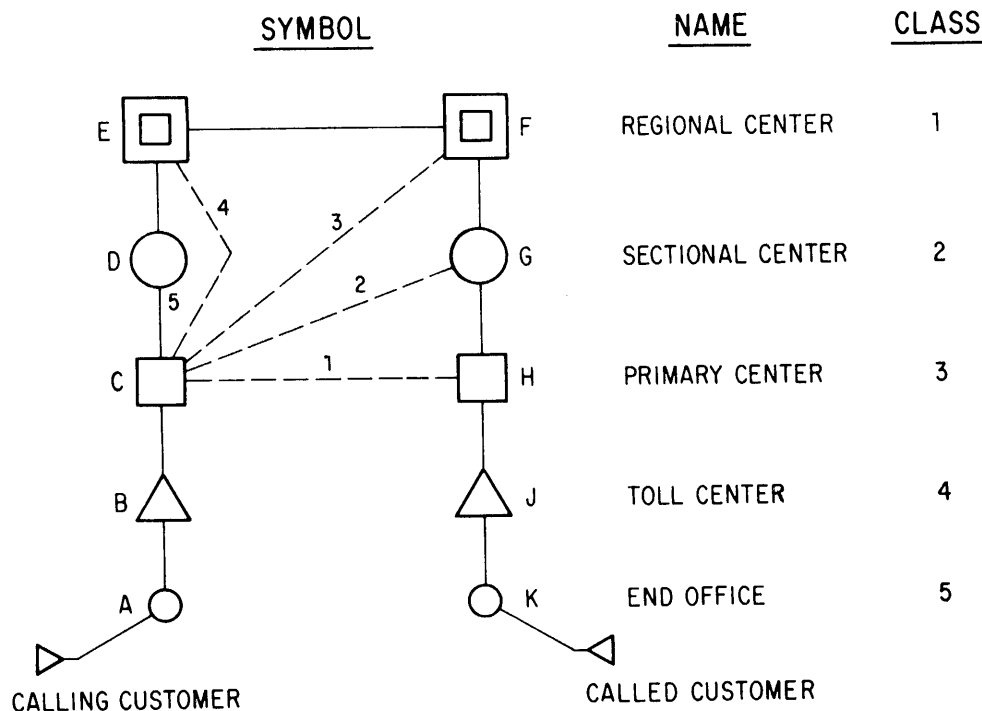 SYMBOL NAME CLASS
E F REGIONAL CENTER 1
4 3
D G SECTIONAL CENTER 2
5 2
1
C H PRIMARY CENTER 3
B J TOLL CENTER 4
A K END OFFICE 5
CALLING CUSTOMER CALLED CUSTOMER